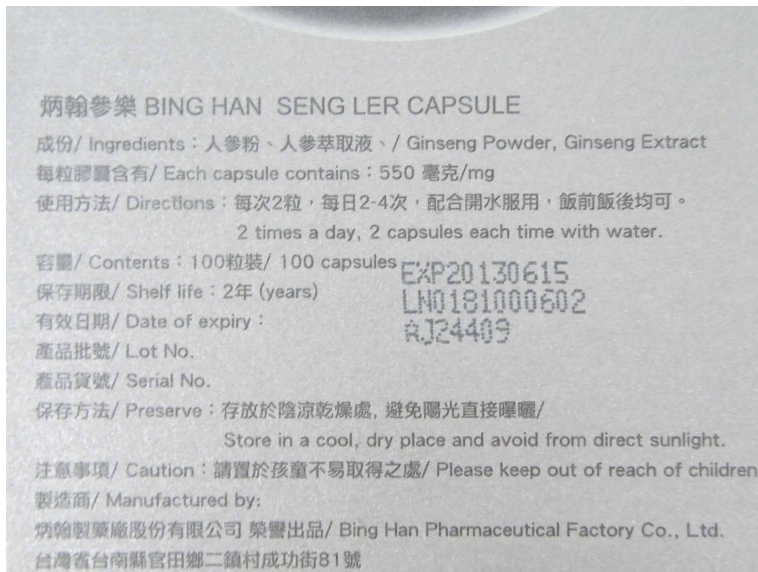 炳翰參樂 BING HAN SENG LER CAPSULE
成份/ Ingredients：人參粉、人參萃取液、/ Ginseng Powder, Ginseng Extract
每粒膠囊含有/ Each capsule contains：550 毫克/mg
使用方法/ Directions：每次2粒，每日2-4次，配合開水服用，飯前飯後均可。
2 times a day, 2 capsules each time with water.
容量/ Contents：100粒裝/ 100 capsules
EXP20130615
保存期限/ Shelf life：2年 (years)
LN0181000602
有效日期/ Date of expiry：
AJ24409
產品批號/ Lot No.
產品貨號/ Serial No.
保存方法/ Preserve：存放於陰涼乾燥處, 避免陽光直接曝曬/
Store in a cool, dry place and avoid from direct sunlight.
注意事項/ Caution：請置於孩童不易取得之處/ Please keep out of reach of children
製造商/ Manufactured by:
炳翰製藥廠股份有限公司 榮譽出品/ Bing Han Pharmaceutical Factory Co., Ltd.
台灣省台南縣官田鄉二鎮村成功街81號